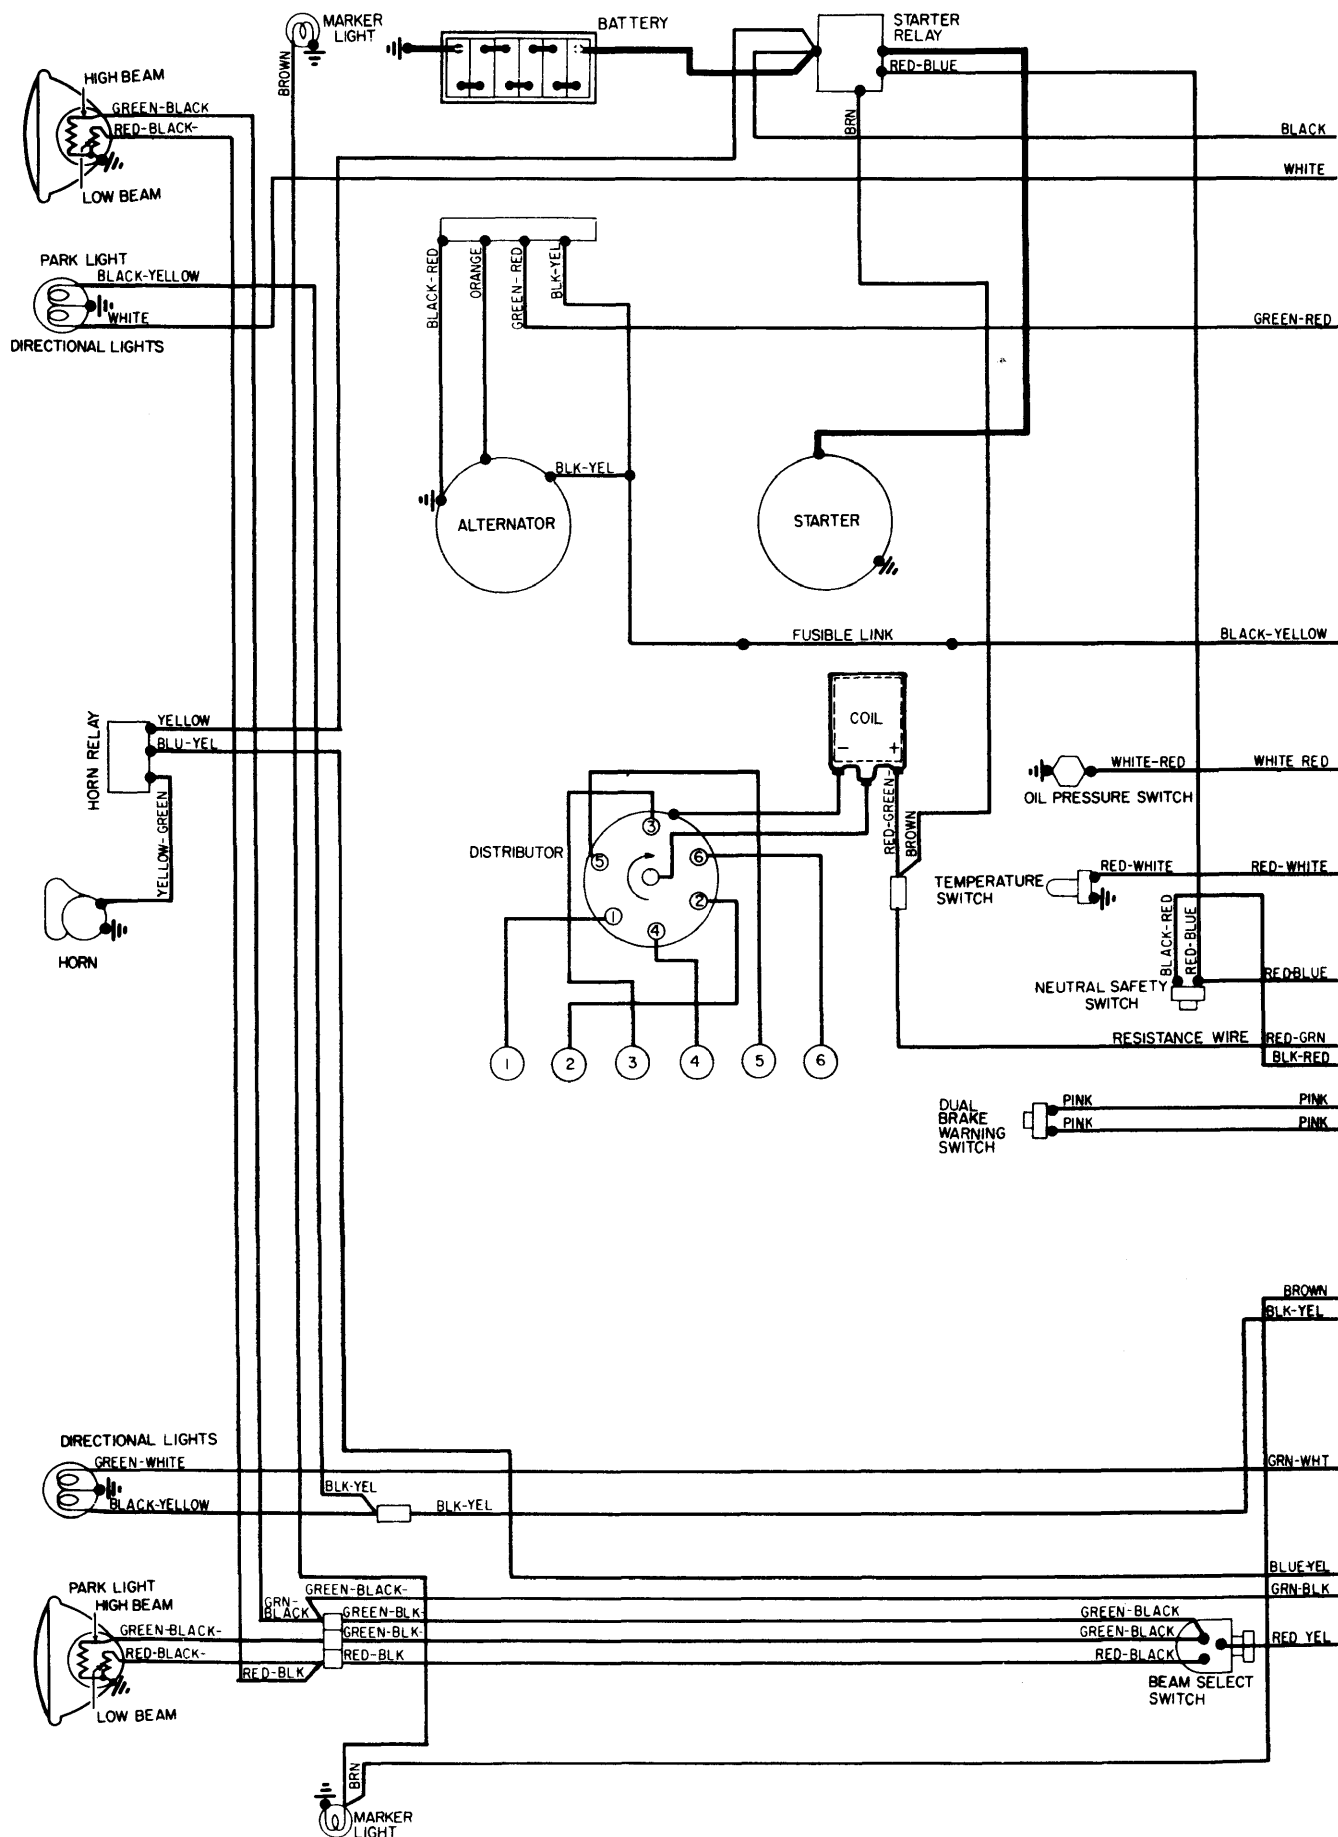 MARKER
LIGHT
BATTERY
STARTER
RELAY
BROWN
HIGH BEAM
GREEN-BLACK
RED-BLACK-
LOW BEAM
RED-BLUE
BRN
BLACK
WHITE
PARK LIGHT
BLACK-YELLOW
WHITE
DIRECTIONAL LIGHTS
BLACK-RED
ORANGE
GREEN-RED
BLK-YEL
GREEN-RED
BLK-YEL
ALTERNATOR
STARTER
FUSIBLE LINK
BLACK-YELLOW
HORN RELAY
YELLOW
BLU-YEL
YELLOW-GREEN
HORN
COIL
- +
RED-GREEN-
BROWN
WHITE-RED
WHITE RED
OIL PRESSURE SWITCH
DISTRIBUTOR
3
5
6
1
2
4
TEMPERATURE
SWITCH
RED-WHITE
RED-WHITE
BLACK-RED
RED-BLUE
NEUTRAL SAFETY
SWITCH
REDBLUE
RESISTANCE WIRE
RED-GRN
BLK-RED
1 2 3 4 5 6
DUAL
BRAKE
WARNING
SWITCH
PINK
PINK
PINK
PINK
BROWN
BLK-YEL
DIRECTIONAL LIGHTS
GREEN-WHITE
GRN-WHT
BLK-YEL
BLACK-YELLOW
BLK-YEL
BLUE-YEL
PARK LIGHT
HIGH BEAM
GREEN-BLACK-
GRN-BLK
GRN-
BLACK
GREEN-BLK-
GREEN-BLACK
GREEN-BLACK-
GREEN-BLK-
GREEN-BLACK
RED YEL
RED-BLACK-
RED-BLK
RED-BLACK
RED-BLK
LOW BEAM
BEAM SELECT
SWITCH
BRN
MARKER
LIGHT